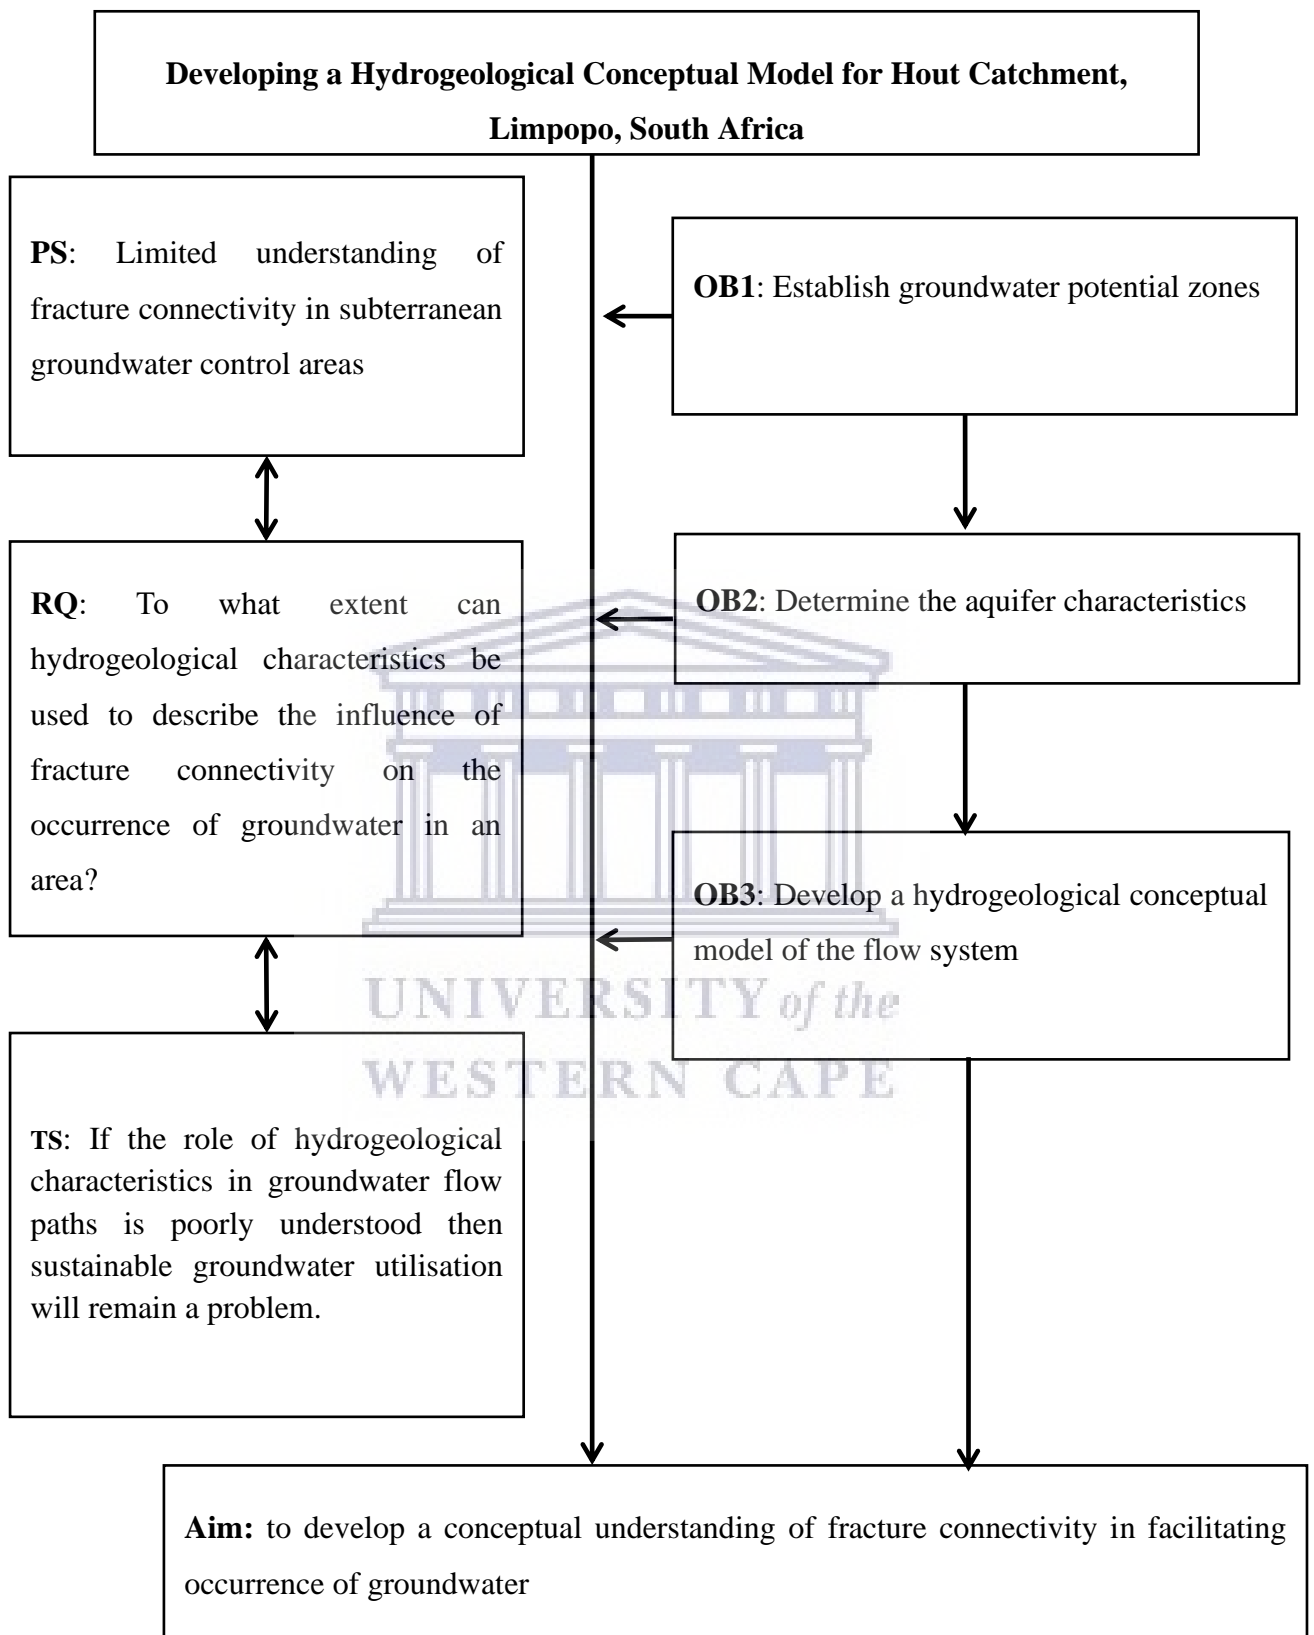 Developing a Hydrogeological Conceptual Model for Hout Catchment,
Limpopo, South Africa
PS: Limited understanding of
fracture connectivity in subterranean
groundwater control areas
RQ: To what extent can
hydrogeological characteristics be
used to describe the influence of
fracture connectivity on the
occurrence of groundwater in an
area?
TS: If the role of hydrogeological
characteristics in groundwater flow
paths is poorly understood then
sustainable groundwater utilisation
will remain a problem.
OB1: Establish groundwater potential zones
OB2: Determine the aquifer characteristics
OB3: Develop a hydrogeological conceptual
model of the flow system
UNIVERSITY of the
WESTERN CAPE
Aim: to develop a conceptual understanding of fracture connectivity in facilitating
occurrence of groundwater